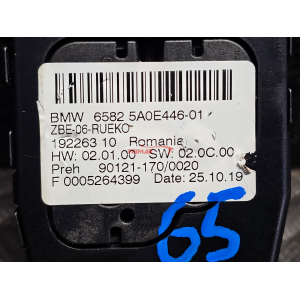 BMW 6582 5A0E446-01
ZBE-06-RUEKO
192263 10 Romania
HW: 02.01.00 SW: 02.0C.00
Preh 90121-170/0020
F 0005264399 Date: 25.10.19
65